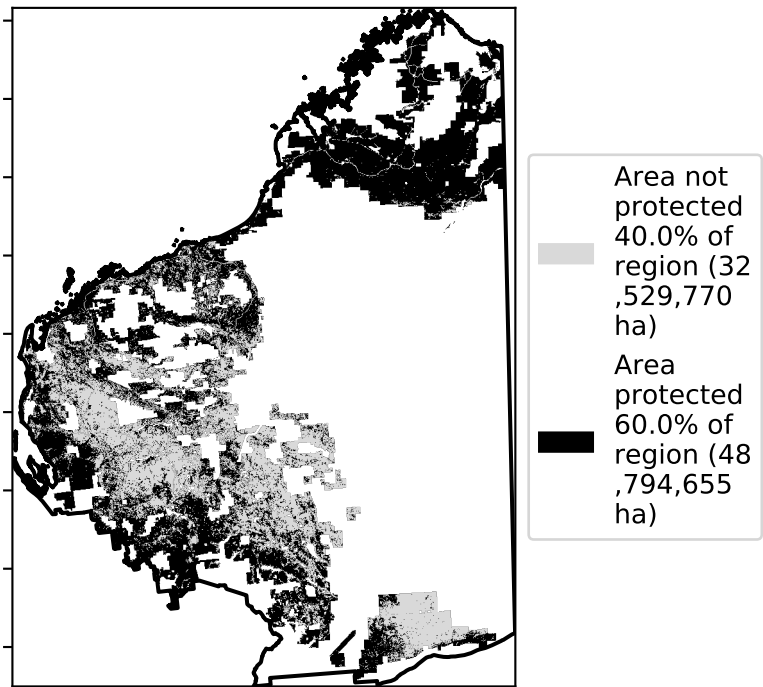 Area not
protected
40.0% of
region (32
,529,770
ha)
Area
protected
60.0% of
region (48
,794,655
ha)